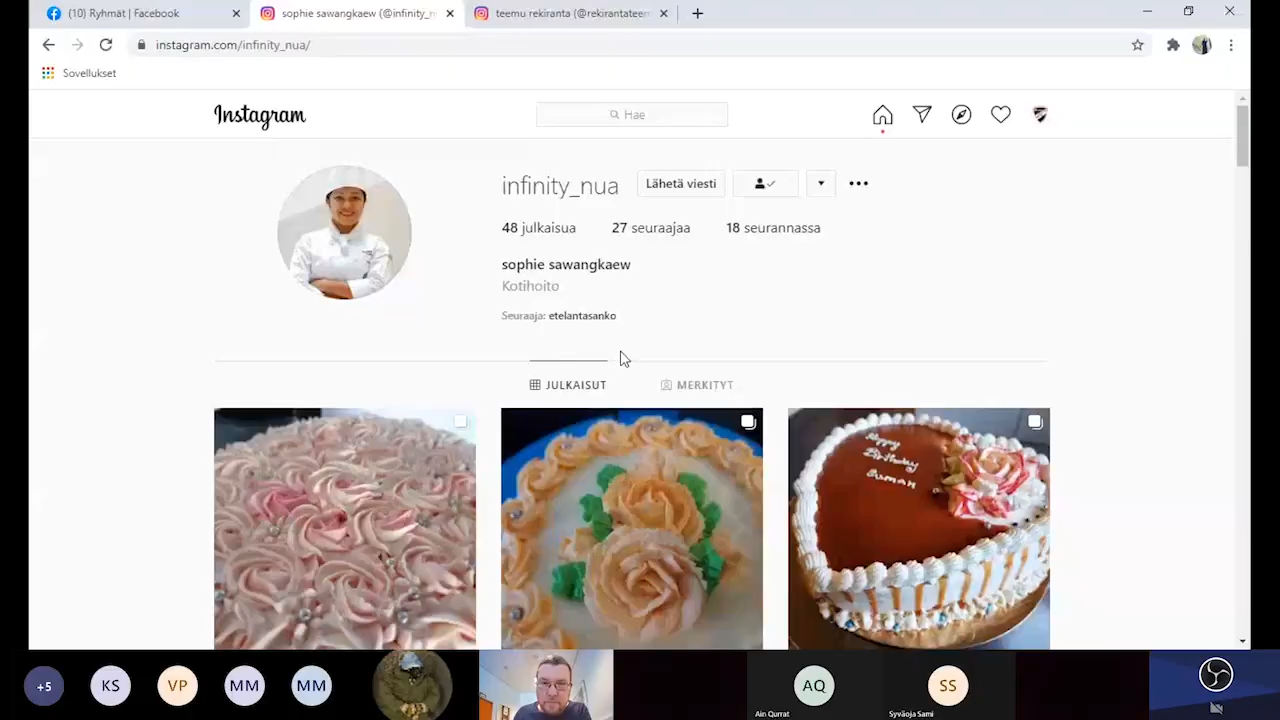 (10) Ryhmät | Facebook
sophie sawangkaew (@infinity_n
teemu rekiranta (@rekirantateen
instagram.com/infinity_nua/
Sovellukset
Instagram
Hae
infinity_nua
Lähetä viesti
48 julkaisua
27 seuraajaa
18 seurannassa
sophie sawangkaew
Kotihoito
Seuraaja: etelantasanko
JULKAISUT
MERKITYT
Happy
Birthday
Suman
+5
KS
VP
MM
MM
AQ
SS
Ain Qurrat
Syväoja Sami